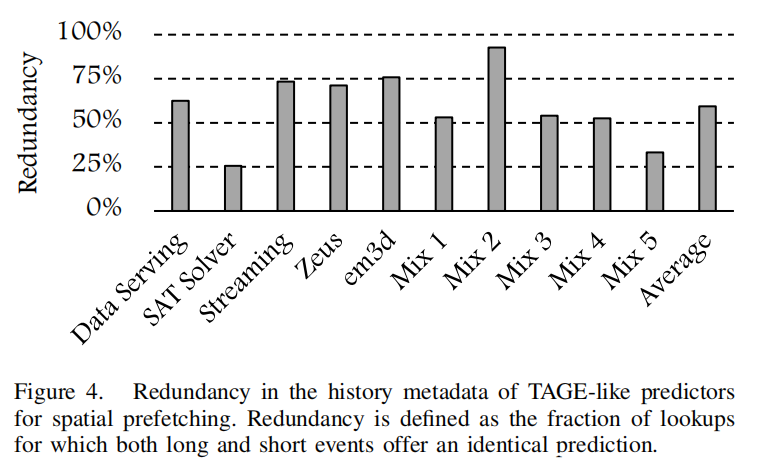 100%
75%
50%
25%
0%
Redundancy
Data Serving
SAT Solver
Streaming
Zeus
em3d
Mix 1
Mix 2
Mix 3
Mix 4
Mix 5
Average
Figure 4. Redundancy in the history metadata of TAGE-like predictors
for spatial prefetching. Redundancy is defined as the fraction of lookups
for which both long and short events offer an identical prediction.